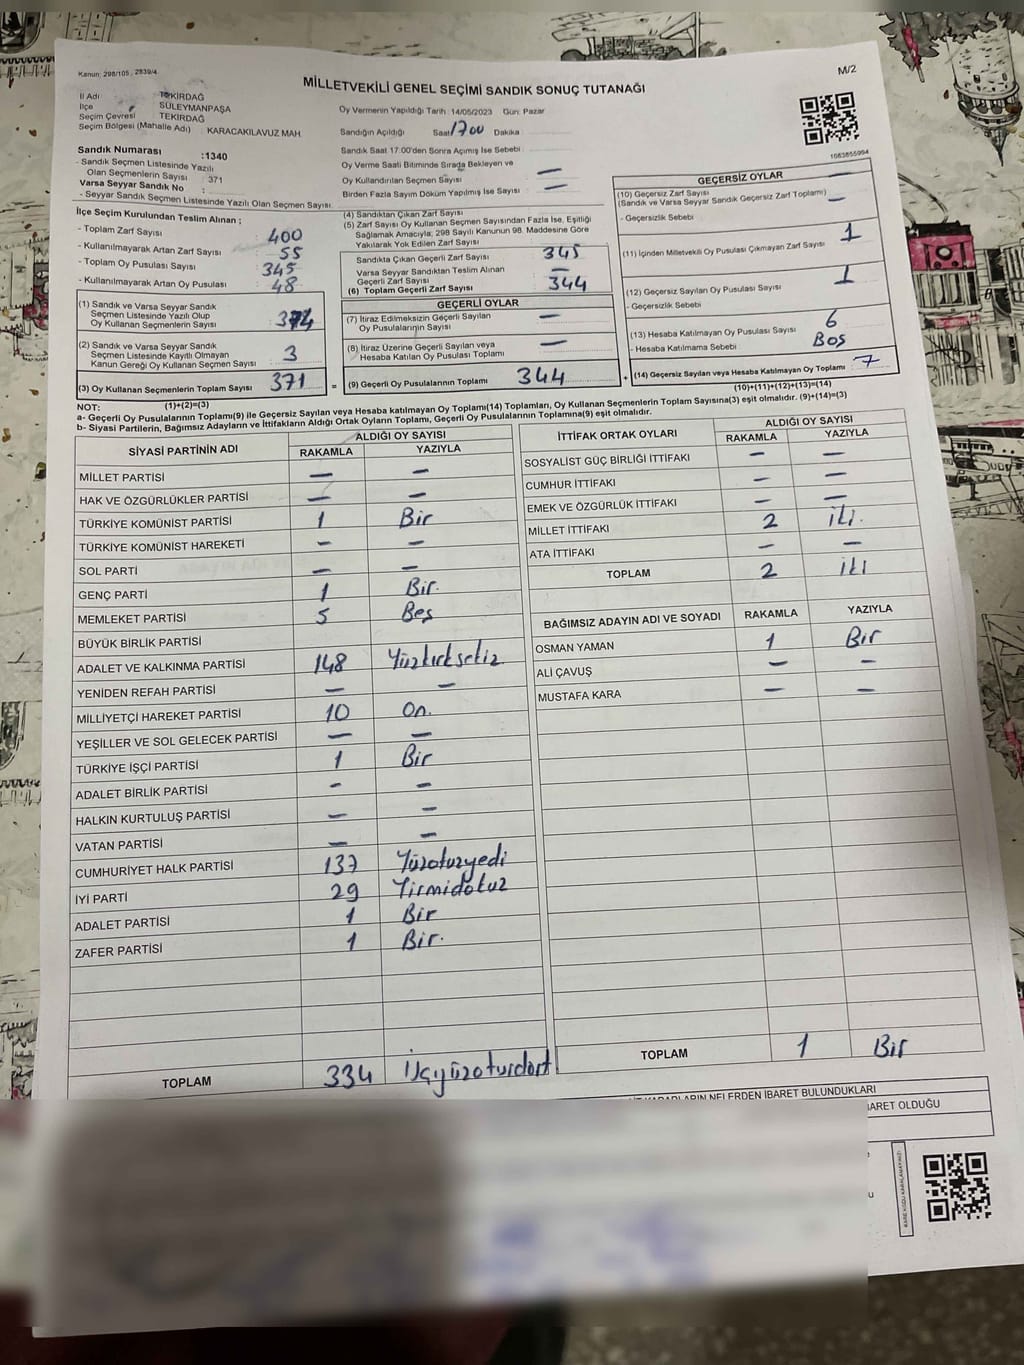 Kanun: 298/105 , 2839/4
M/2
MİLLETVEKİLİ GENEL SEÇİMİ SANDIK SONUÇ TUTANAĞI
İl Adı : TEKİRDAĞ
İlçe : SÜLEYMANPAŞA
Seçim Çevresi : TEKİRDAĞ
Seçim Bölgesi (Mahalle Adı) : KARACAKILAVUZ MAH.
Sandık Numarası :1340
- Sandık Seçmen Listesinde Yazılı
Olan Seçmenlerin Sayısı : 371
Varsa Seyyar Sandık No :
- Seyyar Sandık Seçmen Listesinde Yazılı Olan Seçmen Sayısı:
Oy Vermenin Yapıldığı Tarih : 14/05/2023 Gün: Pazar
Sandığın Açıldığı Saat 1700 Dakika
Sandık Saat 17:00'den Sonra Açılmış İse Sebebi :
Oy Verme Saati Bitiminde Sırada Bekleyen ve
Oy Kullandırılan Seçmen Sayısı : —
Birden Fazla Sayım Döküm Yapılmış İse Sayısı : —
1063855994
İlçe Seçim Kurulundan Teslim Alınan ;
- Toplam Zarf Sayısı : 400
- Kullanılmayarak Artan Zarf Sayısı : 55
- Toplam Oy Pusulası Sayısı : 345
- Kullanılmayarak Artan Oy Pusulası : 48
(1) Sandık ve Varsa Seyyar Sandık
Seçmen Listesinde Yazılı Olup
Oy Kullanan Seçmenlerin Sayısı :
(2) Sandık ve Varsa Seyyar Sandık
Seçmen Listesinde Kayıtlı Olmayan
Kanun Gereği Oy Kullanan Seçmen Sayısı : 3
(3) Oy Kullanan Seçmenlerin Toplam Sayısı : 371
(1)+(2)=(3)
(4) Sandıktan Çıkan Zarf Sayısı
(5) Zarf Sayısı Oy Kullanan Seçmen Sayısından Fazla İse, Eşitliği
Sağlamak Amacıyla; 298 Sayılı Kanunun 98. Maddesine Göre
Yakılarak Yok Edilen Zarf Sayısı :
Sandıkta Çıkan Geçerli Zarf Sayısı : 345
Varsa Seyyar Sandıktan Teslim Alınan
Geçerli Zarf Sayısı : —
(6) Toplam Geçerli Zarf Sayısı : 344
GEÇERLİ OYLAR
(7) İtiraz Edilmeksizin Geçerli Sayılan
Oy Pusulalarının Sayısı : —
(8) İtiraz Üzerine Geçerli Sayılan veya
Hesaba Katılan Oy Pusulası Toplamı : —
= (9) Geçerli Oy Pusulalarının Toplamı : 344
GEÇERSİZ OYLAR
(10) Geçersiz Zarf Sayısı
(Sandık ve Varsa Seyyar Sandık Geçersiz Zarf Toplamı) : —
- Geçersizlik Sebebi :
(11) İçinden Milletvekili Oy Pusulası Çıkmayan Zarf Sayısı : 1
(12) Geçersiz Sayılan Oy Pusulası Sayısı : 1
- Geçersizlik Sebebi :
(13) Hesaba Katılmayan Oy Pusulası Sayısı : 6
- Hesaba Katılmama Sebebi : Boş
+ (14) Geçersiz Sayılan veya Hesaba Katılmayan Oy Toplamı : 7
(10)+(11)+(12)+(13)=(14)
NOT:
a- Geçerli Oy Pusulalarının Toplamı(9) ile Geçersiz Sayılan veya Hesaba katılmayan Oy Toplamı(14) Toplamları, Oy Kullanan Seçmenlerin Toplam Sayısına(3) eşit olmalıdır. (9)+(14)=(3)
b- Siyasi Partilerin, Bağımsız Adayların ve İttifakların Aldığı Ortak Oyların Toplamı, Geçerli Oy Pusulalarının Toplamına(9) eşit olmalıdır.
SİYASİ PARTİNİN ADI ALDIĞI OY SAYISI
RAKAMLA YAZIYLA
MİLLET PARTİSİ — —
HAK VE ÖZGÜRLÜKLER PARTİSİ — —
TÜRKİYE KOMÜNİST PARTİSİ 1 Bir
TÜRKİYE KOMÜNİST HAREKETİ — —
SOL PARTİ — —
GENÇ PARTİ 1 Bir.
MEMLEKET PARTİSİ 5 Beş
BÜYÜK BİRLİK PARTİSİ
ADALET VE KALKINMA PARTİSİ 148 Yüzkırksekiz
YENİDEN REFAH PARTİSİ — —
MİLLİYETÇİ HAREKET PARTİSİ 10 On.
YEŞİLLER VE SOL GELECEK PARTİSİ — —
TÜRKİYE İŞÇİ PARTİSİ 1 Bir
ADALET BİRLİK PARTİSİ — —
HALKIN KURTULUŞ PARTİSİ — —
VATAN PARTİSİ — —
CUMHURİYET HALK PARTİSİ 137 Yüzotuzyedi
İYİ PARTİ 29 Yirmidokuz
ADALET PARTİSİ 1 Bir
ZAFER PARTİSİ 1 Bir.
TOPLAM 334 Üçyüzotuzdört
İTTİFAK ORTAK OYLARI ALDIĞI OY SAYISI
RAKAMLA YAZIYLA
SOSYALİST GÜÇ BİRLİĞİ İTTİFAKI — —
CUMHUR İTTİFAKI — —
EMEK VE ÖZGÜRLÜK İTTİFAKI — —
MİLLET İTTİFAKI 2 iki.
ATA İTTİFAKI — —
TOPLAM 2 iki
BAĞIMSIZ ADAYIN ADI VE SOYADI RAKAMLA YAZIYLA
OSMAN YAMAN 1 Bir
ALİ ÇAVUŞ — —
MUSTAFA KARA — —
TOPLAM 1 Bir
KARARLARIN NELERDEN İBARET BULUNDUKLARI
İBARET OLDUĞU